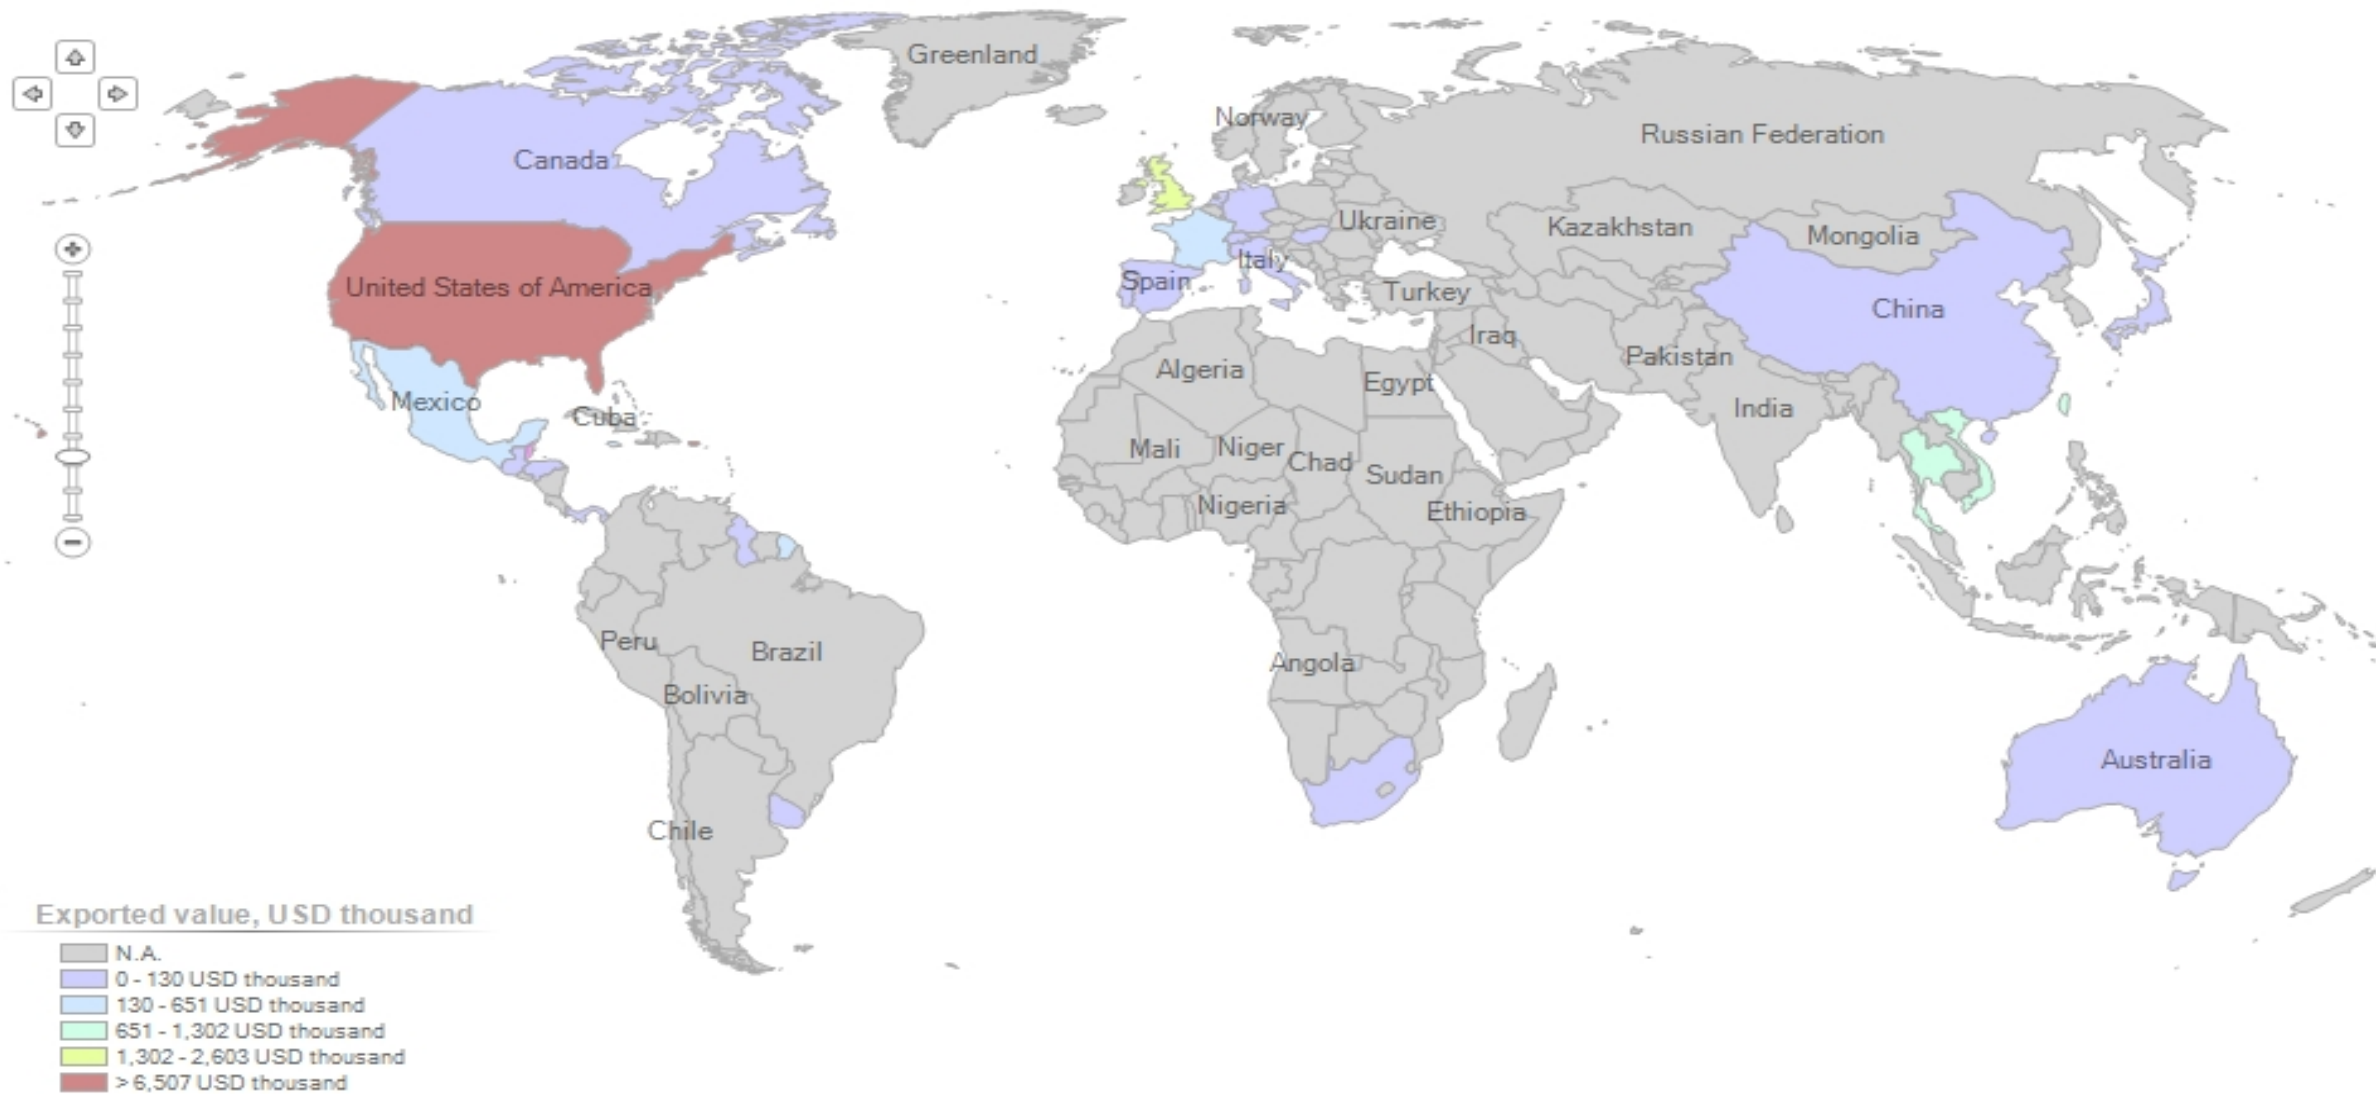 Greenland
Norway
Russian Federation
Canada
Ukraine
Kazakhstan
Mongolia
Italy
Spain
United States of America
Turkey
China
Iraq
Pakistan
Algeria
Egypt
Mexico
Cuba
India
Mali
Niger
Chad
Sudan
Nigeria
Ethiopia
Peru
Brazil
Angola
Bolivia
Australia
Chile
Exported value, USD thousand
N.A.
0 - 130 USD thousand
130 - 651 USD thousand
651 - 1,302 USD thousand
1,302 - 2,603 USD thousand
> 6,507 USD thousand